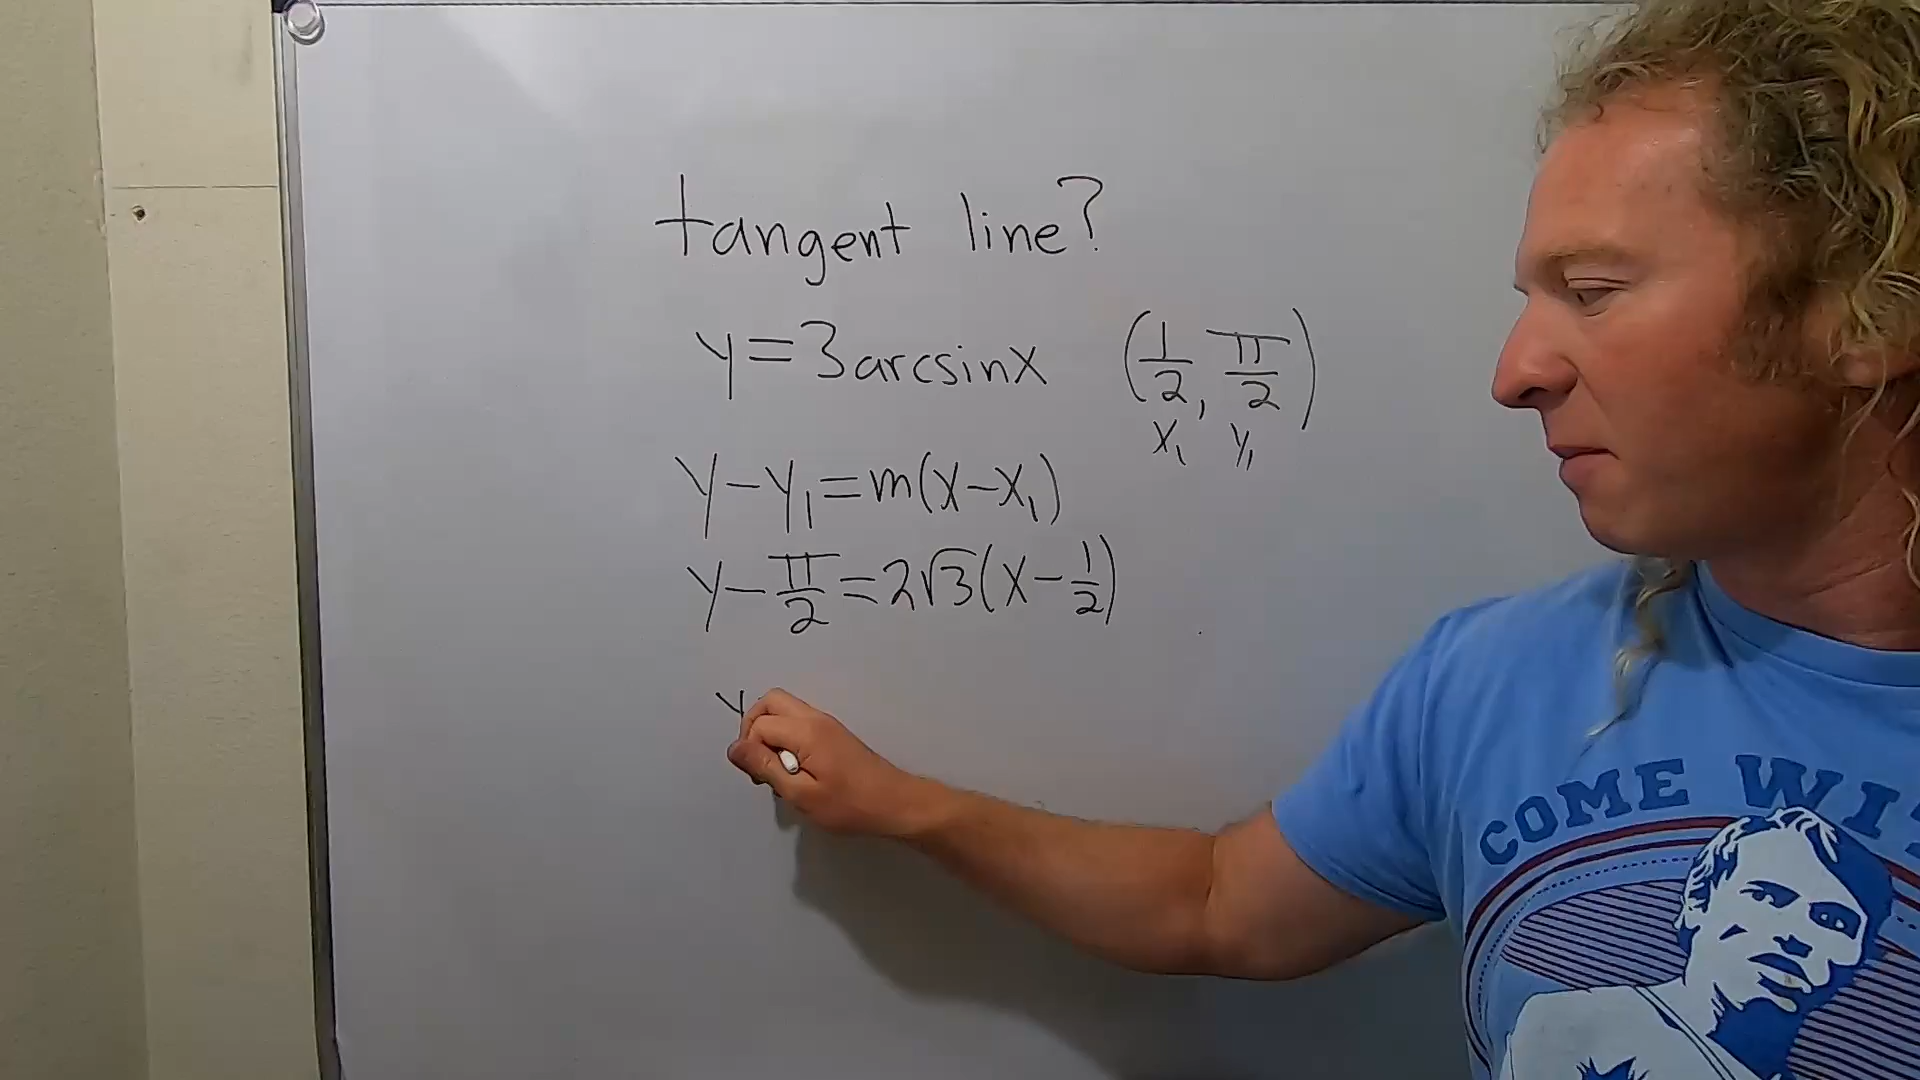 tangent line?
y=3arcsinx (1/2, π/2)
x₁ y₁
y-y₁=m(x-x₁)
y-π/2=2√3(x-1/2)
y
COME WI